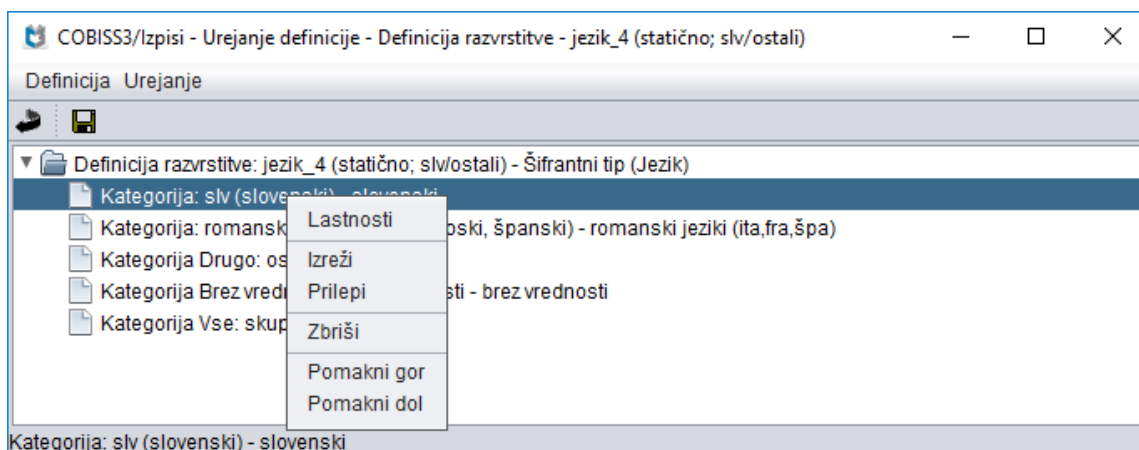 COBISS3/Izpisi - Urejanje definicije - Definicija razvrstitve - jezik_4 (statično; slv/ostali)
Definicija Urejanje
Definicija razvrstitve: jezik_4 (statično; slv/ostali) - Šifrantni tip (Jezik)
Kategorija: slv (slovenski) - slovenski
Kategorija: romansk oski, španski) - romanski jeziki (ita,fra,špa)
Kategorija Drugo: os
Kategorija Brez vredi sti - brez vrednosti
Kategorija Vse: skup
Lastnosti
Izreži
Prilepi
Zbriši
Pomakni gor
Pomakni dol
Kategorija: slv (slovenski) - slovenski